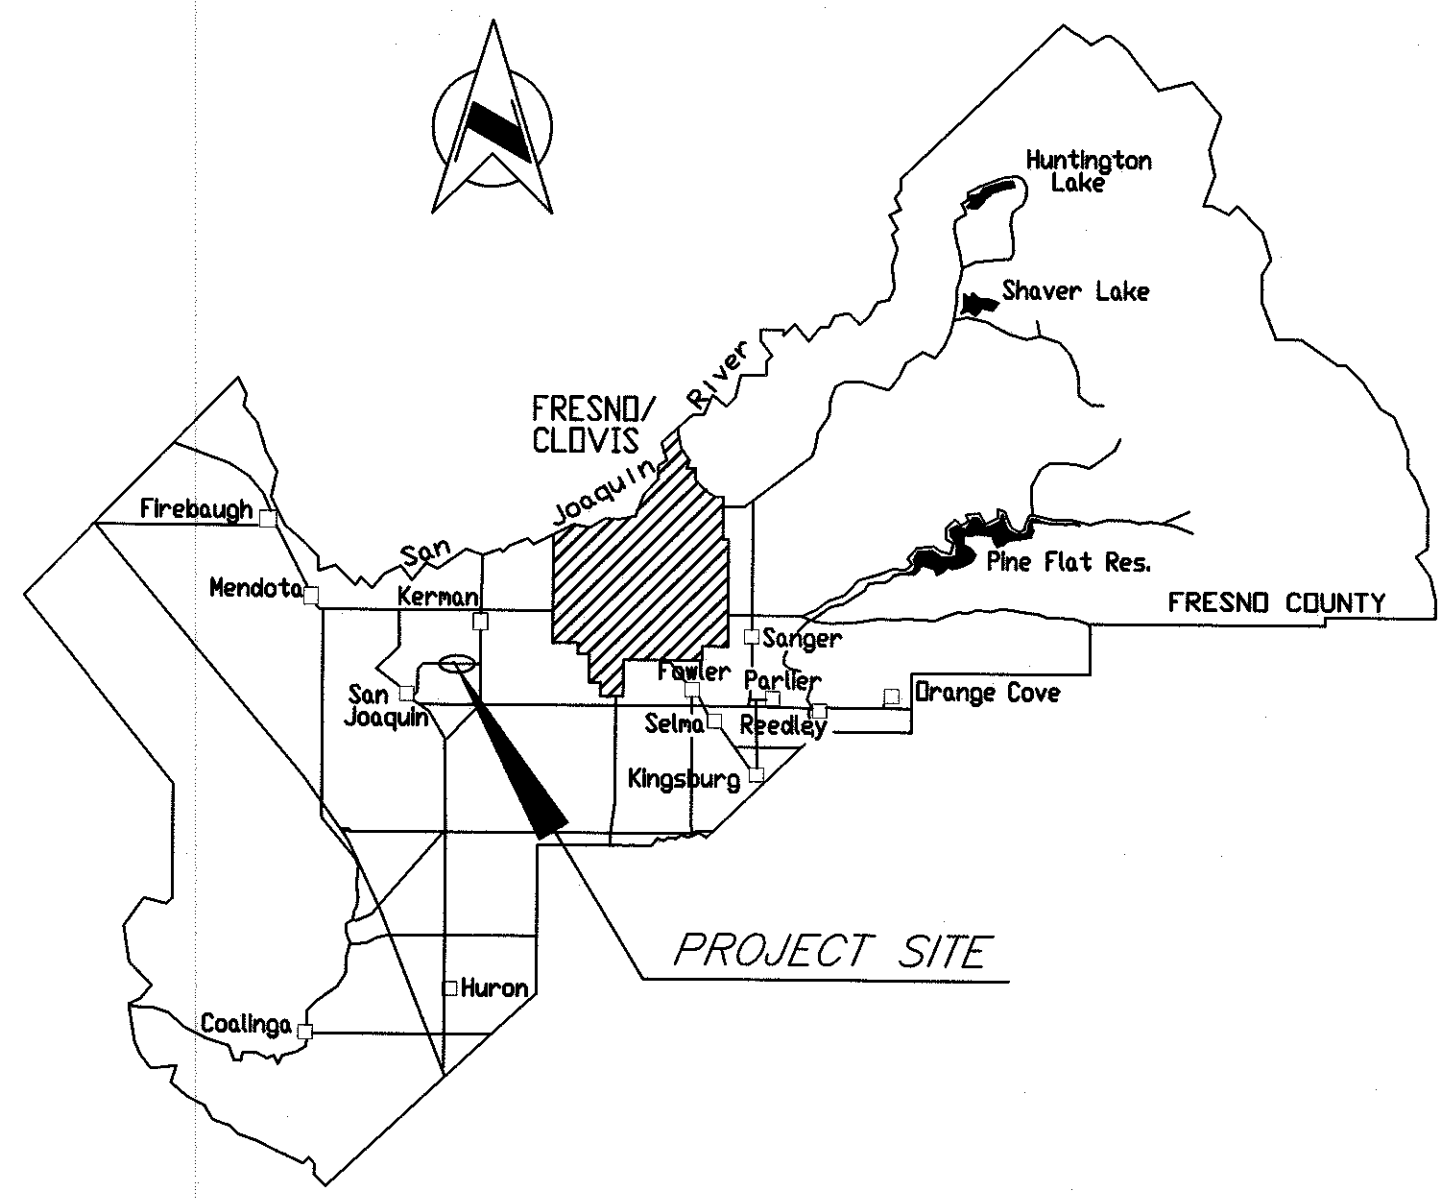 Huntington
Lake
Shaver Lake
River
FRESNO/
CLOVIS
Joaquin
San
Firebaugh
Mendota
Kerman
Pine Flat Res.
FRESNO COUNTY
Sanger
Fowler
Parlier
San
Joaquin
Orange Cove
Selma
Reedley
Kingsburg
PROJECT SITE
Huron
Coalinga